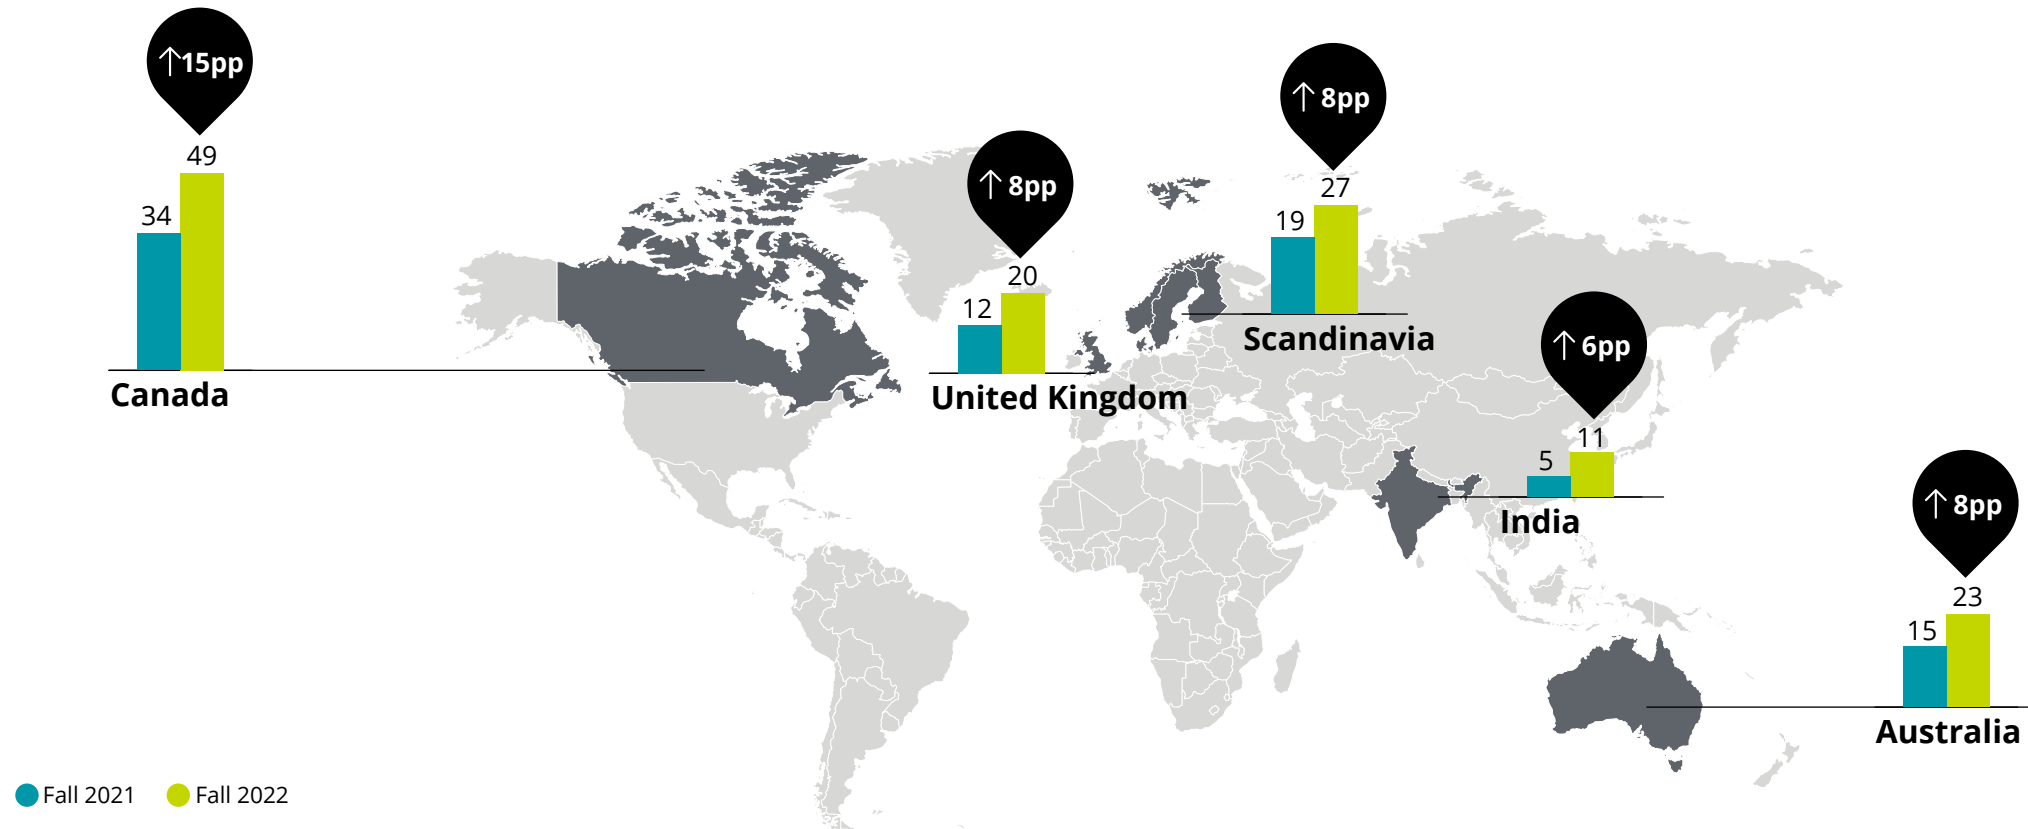 ↑15pp
49
34
Canada
↑ 8pp
20
12
United Kingdom
↑ 8pp
27
19
Scandinavia
↑ 6pp
11
5
India
↑ 8pp
23
15
Australia
Fall 2021 Fall 2022